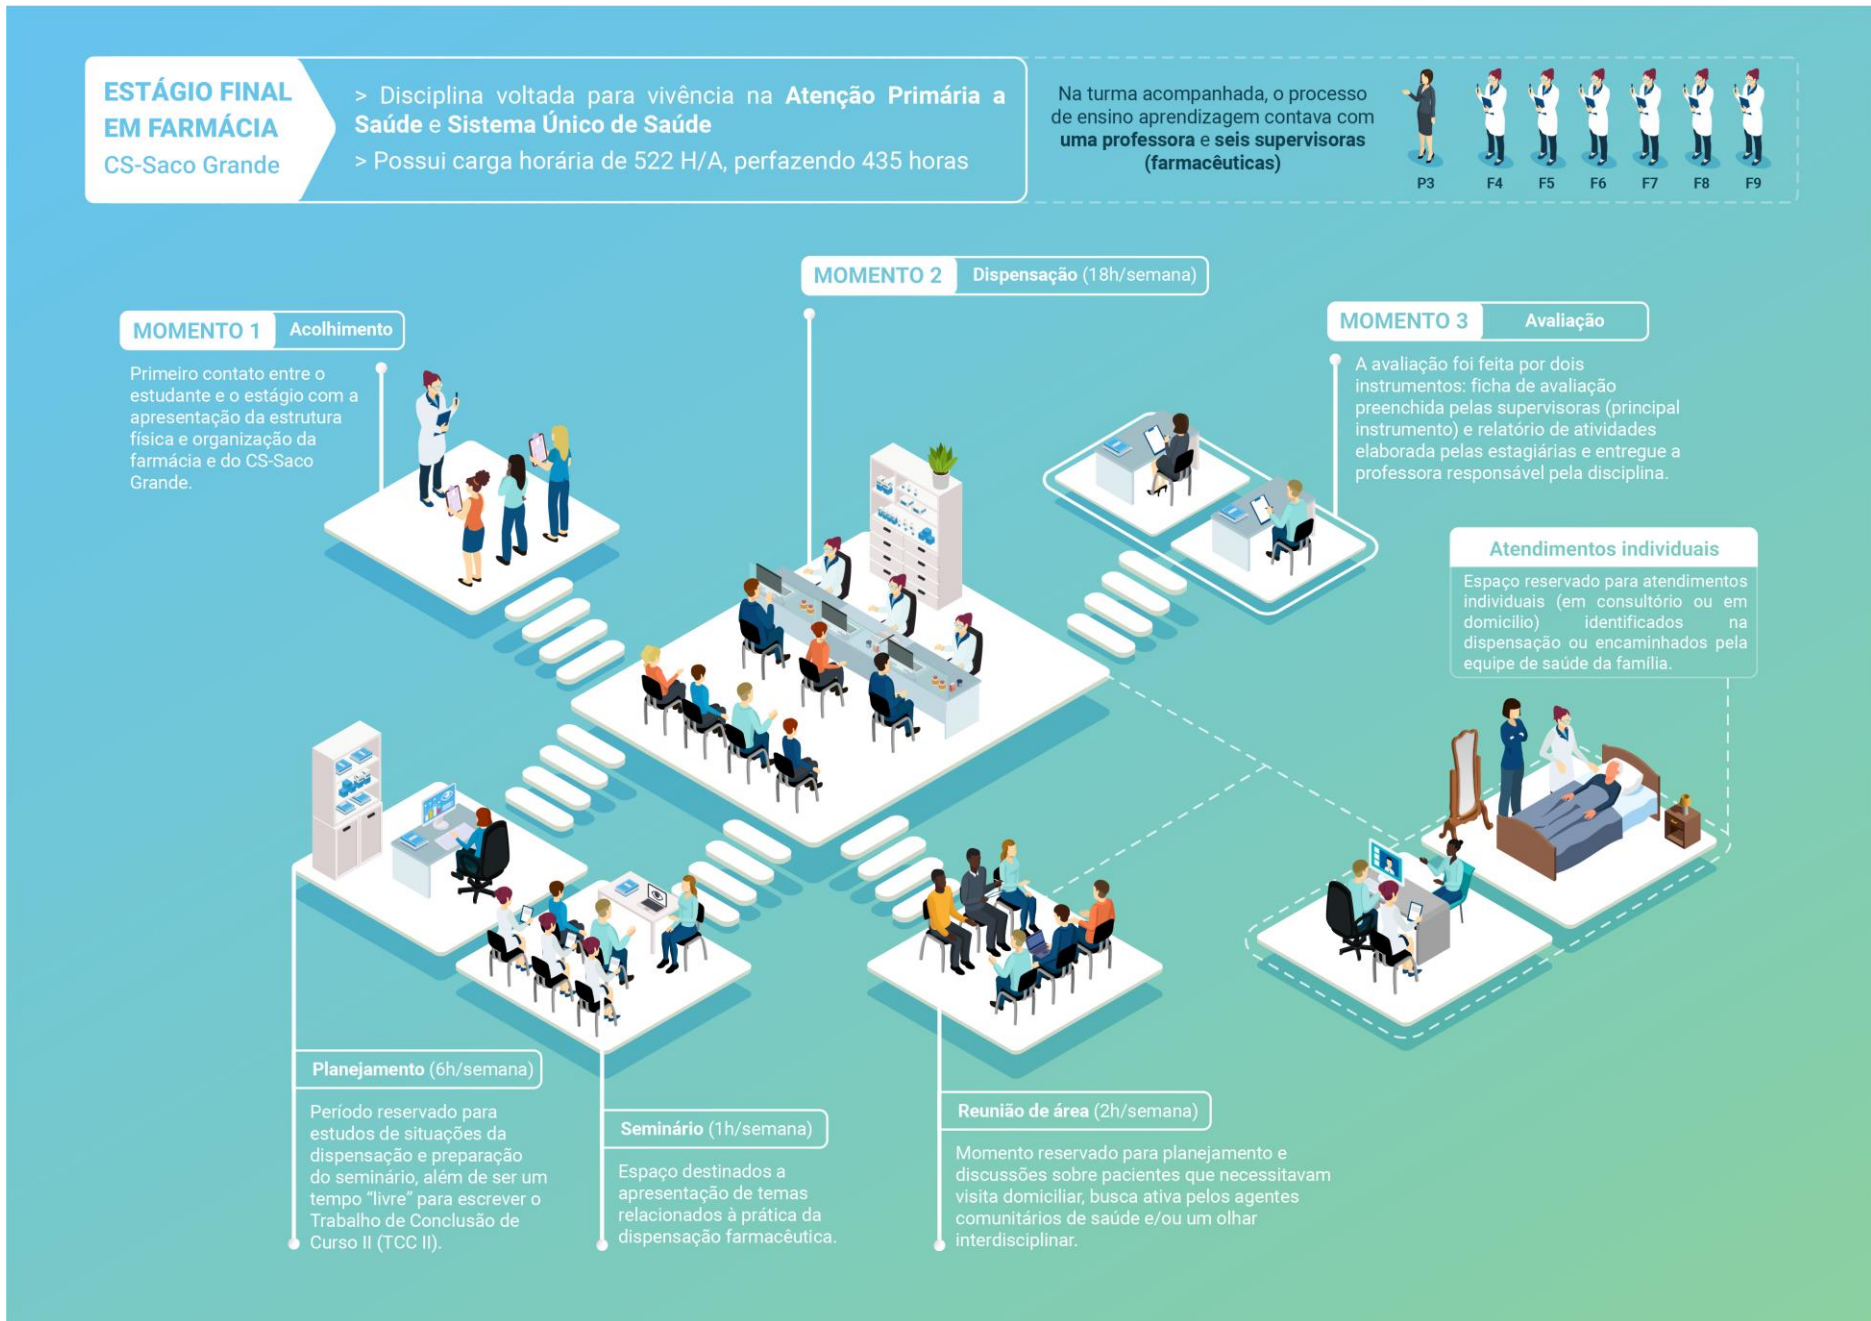 ESTÁGIO FINAL
EM FARMÁCIA
CS-Saco Grande
> Disciplina voltada para vivência na Atenção Primária a
Saúde e Sistema Único de Saúde
> Possui carga horária de 522 H/A, perfazendo 435 horas
Na turma acompanhada, o processo
de ensino aprendizagem contava com
uma professora e seis supervisoras
(farmacêuticas)
P3 F4 F5 F6 F7 F8 F9
MOMENTO 1 Acolhimento
Primeiro contato entre o
estudante e o estágio com a
apresentação da estrutura
física e organização da
farmácia e do CS-Saco
Grande.
MOMENTO 2 Dispensação (18h/semana)
MOMENTO 3 Avaliação
A avaliação foi feita por dois
instrumentos: ficha de avaliação
preenchida pelas supervisoras (principal
instrumento) e relatório de atividades
elaborada pelas estagiárias e entregue a
professora responsável pela disciplina.
Atendimentos individuais
Espaço reservado para atendimentos
individuais (em consultório ou em
domicilio) identificados na
dispensação ou encaminhados pela
equipe de saúde da família.
Planejamento (6h/semana)
Período reservado para
estudos de situações da
dispensação e preparação
do seminário, além de ser um
tempo “livre” para escrever o
Trabalho de Conclusão de
Curso II (TCC II).
Seminário (1h/semana)
Espaço destinados a
apresentação de temas
relacionados à prática da
dispensação farmacêutica.
Reunião de área (2h/semana)
Momento reservado para planejamento e
discussões sobre pacientes que necessitavam
visita domiciliar, busca ativa pelos agentes
comunitários de saúde e/ou um olhar
interdisciplinar.